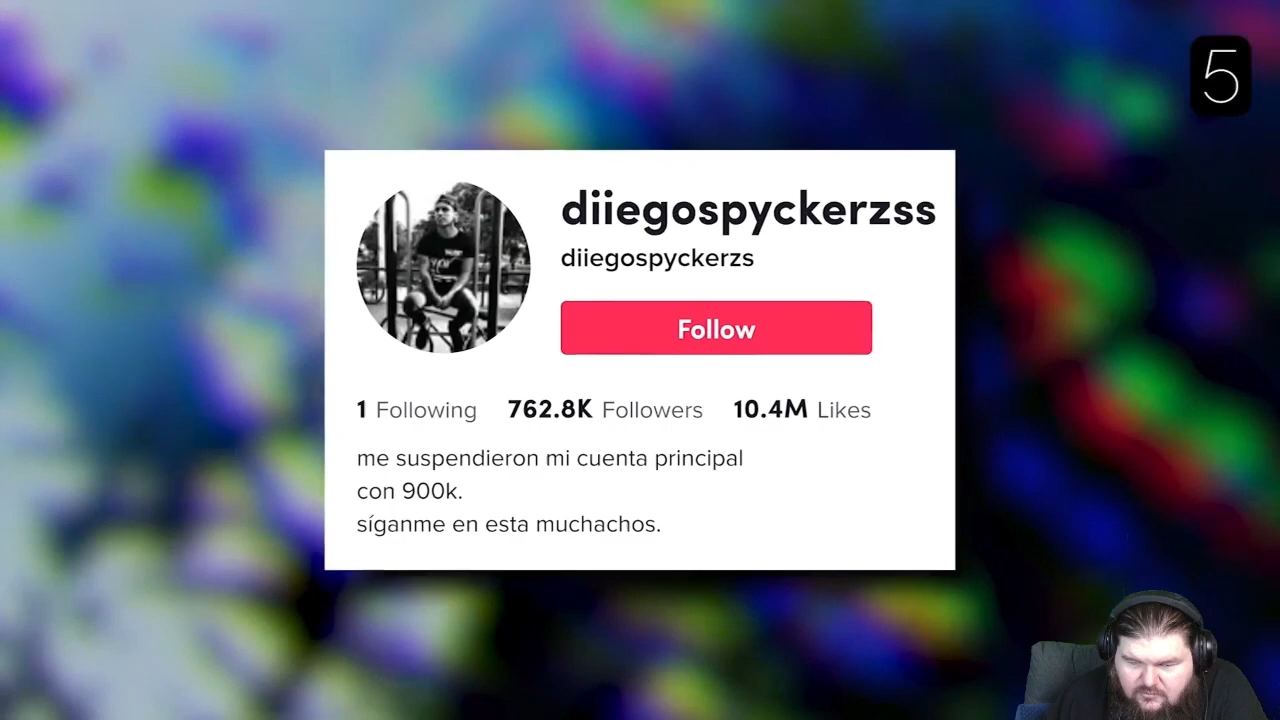 5
diiegospyckerzss
diiegospyckerzs
Follow
1 Following 762.8K Followers 10.4M Likes
me suspendieron mi cuenta principal
con 900k.
síganme en esta muchachos.